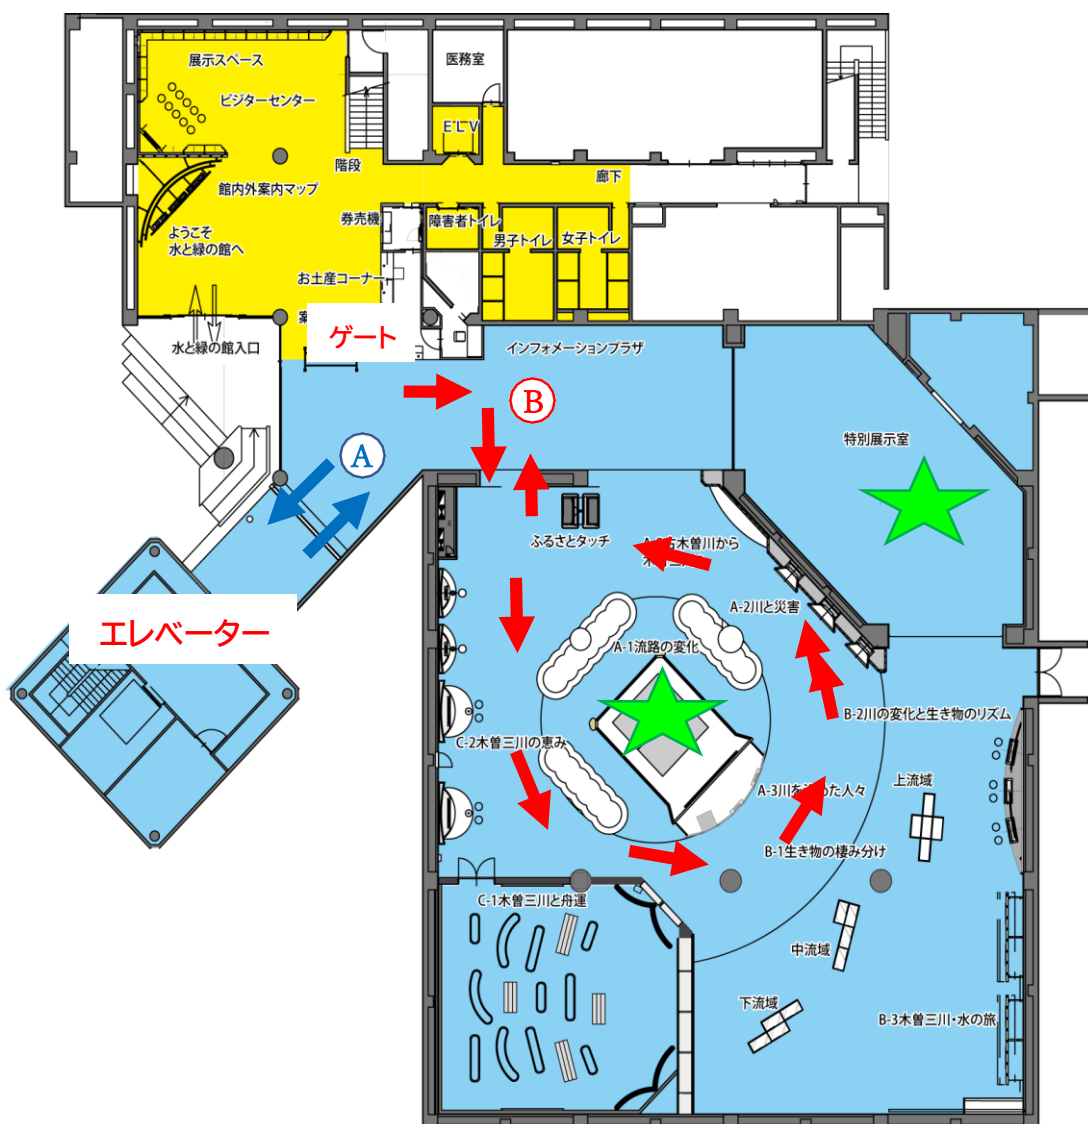 展示スペース
ビジターセンター
医務室
ELV
階段
廊下
館内外案内マップ
券売機
障害者トイレ
男子トイレ
女子トイレ
ようこそ
水と緑の館へ
お土産コーナー
案
ゲート
水と緑の館入口
インフォメーションプラザ
B
A
特別展示室
ふるさとタッチ
木曽川から
A-2川と災害
エレベーター
A-1流路の変化
B-2川の変化と生き物のリズム
C-2木曽三川の恵み
上流域
A-3川を
た人々
B-1生き物の棲み分け
C-1木曽三川と舟運
中流域
下流域
B-3木曽三川・水の旅